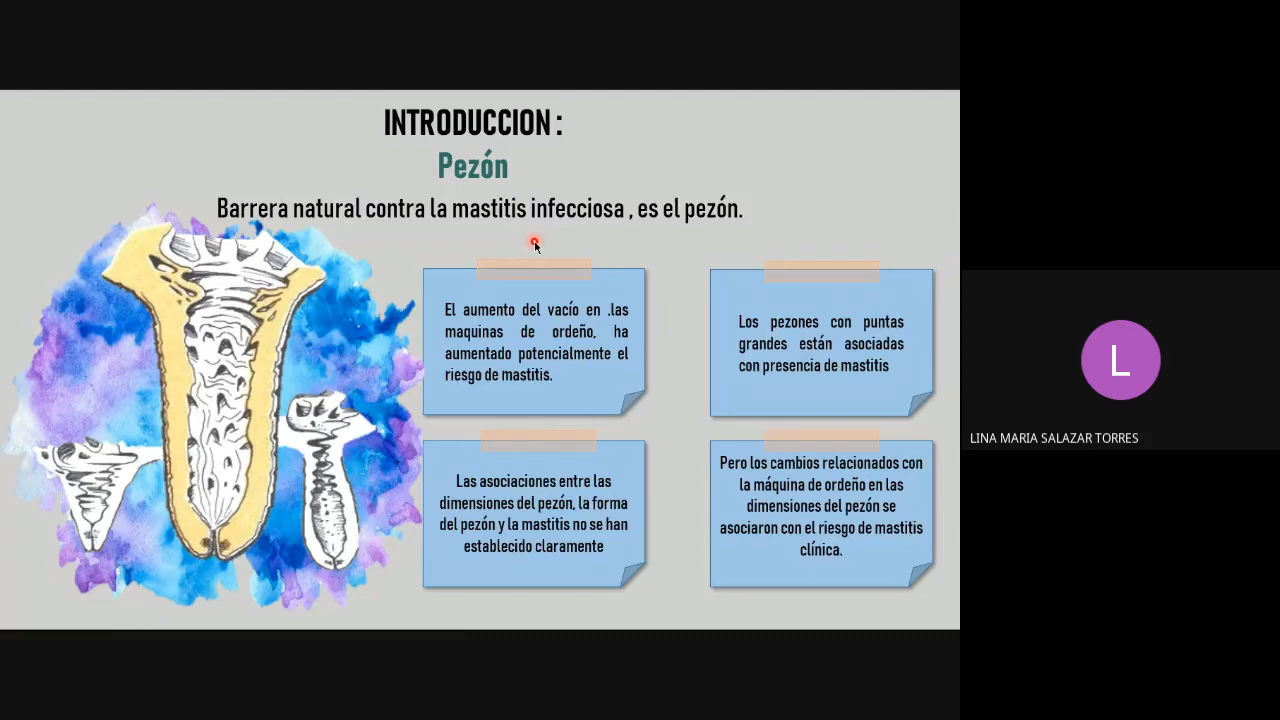 INTRODUCCION :
Pezón
Barrera natural contra la mastitis infecciosa , es el pezón.
El aumento del vacío en .las
maquinas de ordeño, ha
aumentado potencialmente el
riesgo de mastitis.
Los pezones con puntas
grandes están asociadas
con presencia de mastitis
Las asociaciones entre las
dimensiones del pezón, la forma
del pezón y la mastitis no se han
establecido claramente
Pero los cambios relacionados con
la máquina de ordeño en las
dimensiones del pezón se
asociaron con el riesgo de mastitis
clínica.
L
LINA MARIA SALAZAR TORRES